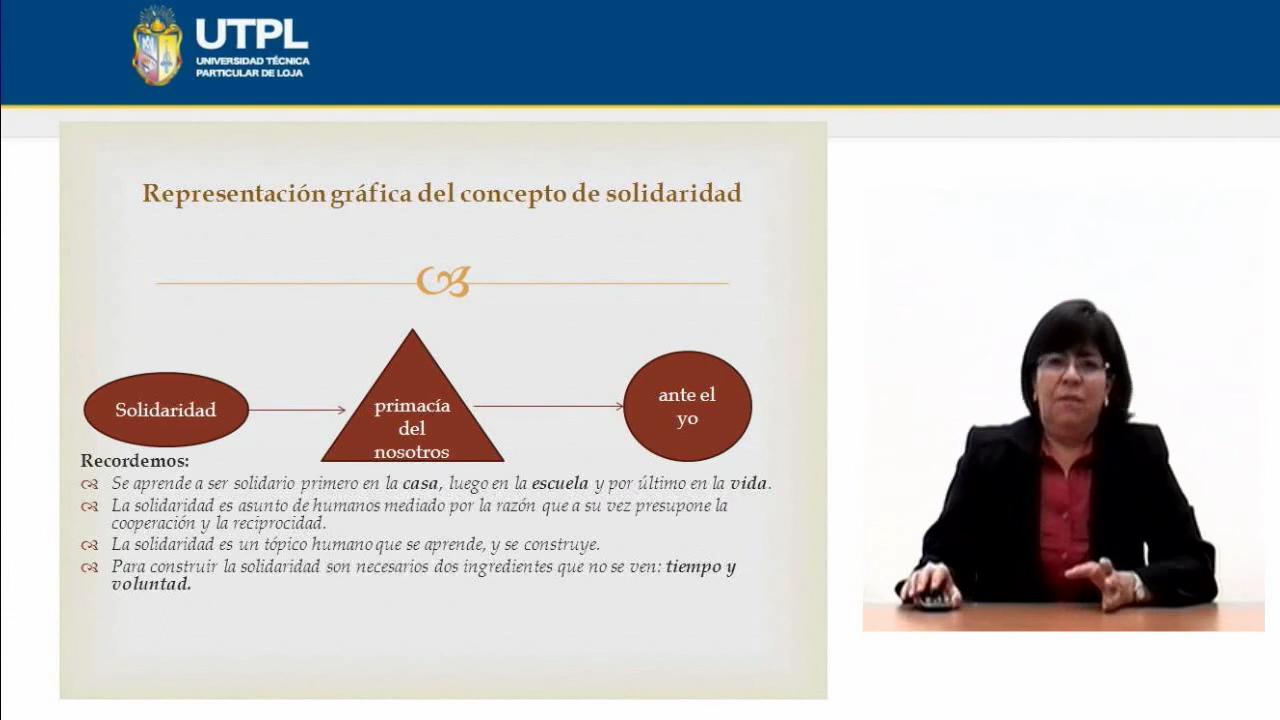 UTPL
UNIVERSIDAD TÉCNICA
PARTICULAR DE LOJA
Representación gráfica del concepto de solidaridad
Solidaridad
primacía
del
nosotros
ante el
yo
Recordemos:
Se aprende a ser solidario primero en la casa, luego en la escuela y por último en la vida.
La solidaridad es asunto de humanos mediado por la razón que a su vez presupone la
cooperación y la reciprocidad.
La solidaridad es un tópico humano que se aprende, y se construye.
Para construir la solidaridad son necesarios dos ingredientes que no se ven: tiempo y
voluntad.